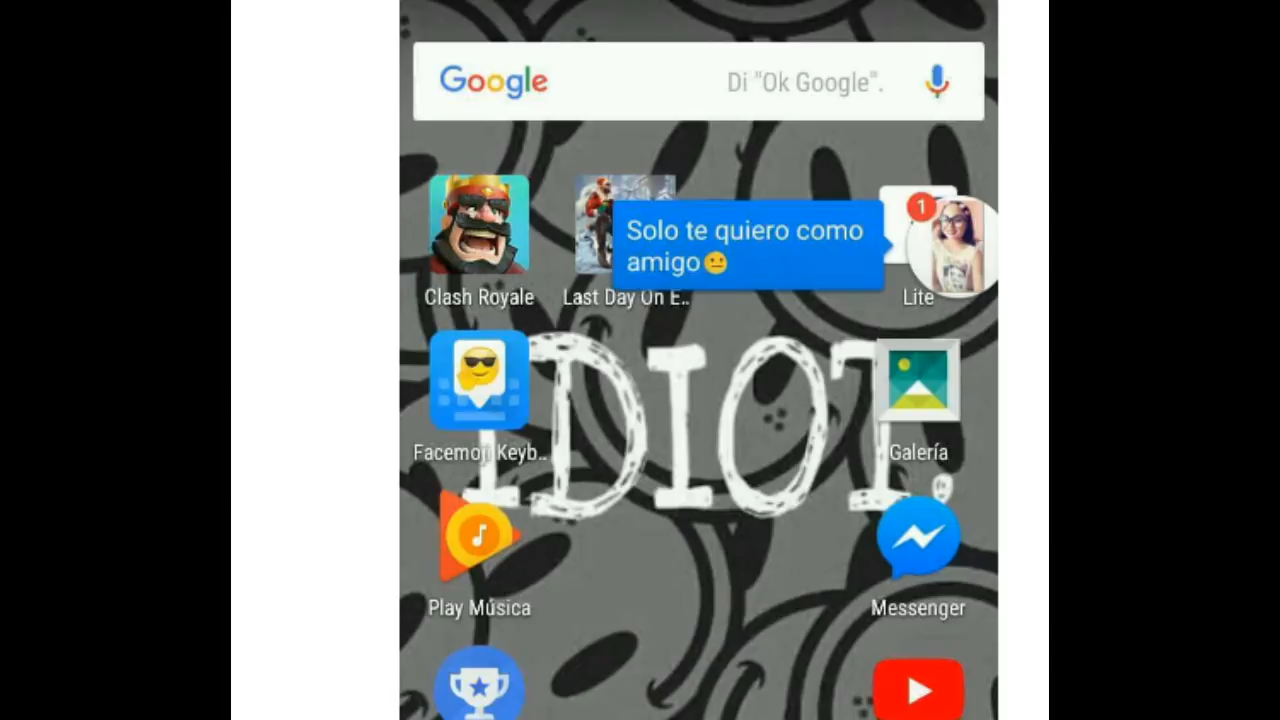 Google
Di "Ok Google".
1
Solo te quiero como
amigo😐
Clash Royale
Last Day On E..
Lite
IDIOT.
Facemoji Keyb..
Galería
Play Música
Messenger